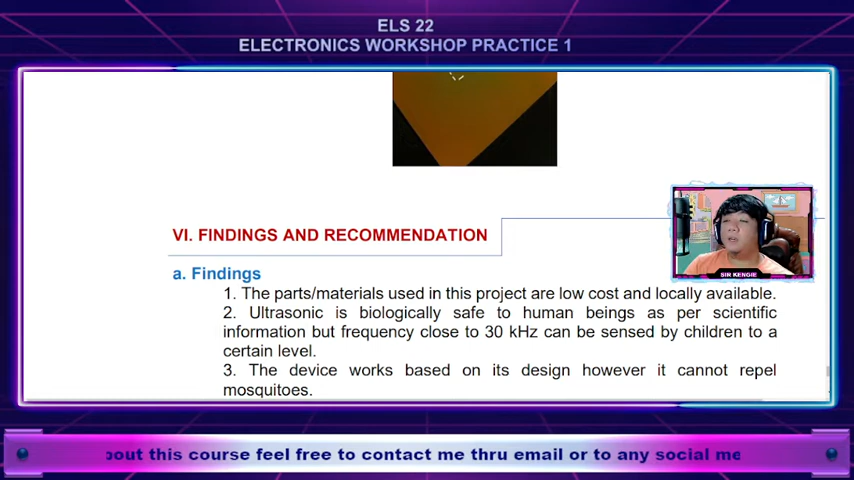 ELS 22
ELECTRONICS WORKSHOP PRACTICE 1
VI. FINDINGS AND RECOMMENDATION
a. Findings
1. The parts/materials used in this project are low cost and locally available.
2. Ultrasonic is biologically safe to human beings as per scientific
information but frequency close to 30 kHz can be sensed by children to a
certain level.
3. The device works based on its design however it cannot repel
mosquitoes.
SIR KENGIE
bout this course feel free to contact me thru email or to any social me